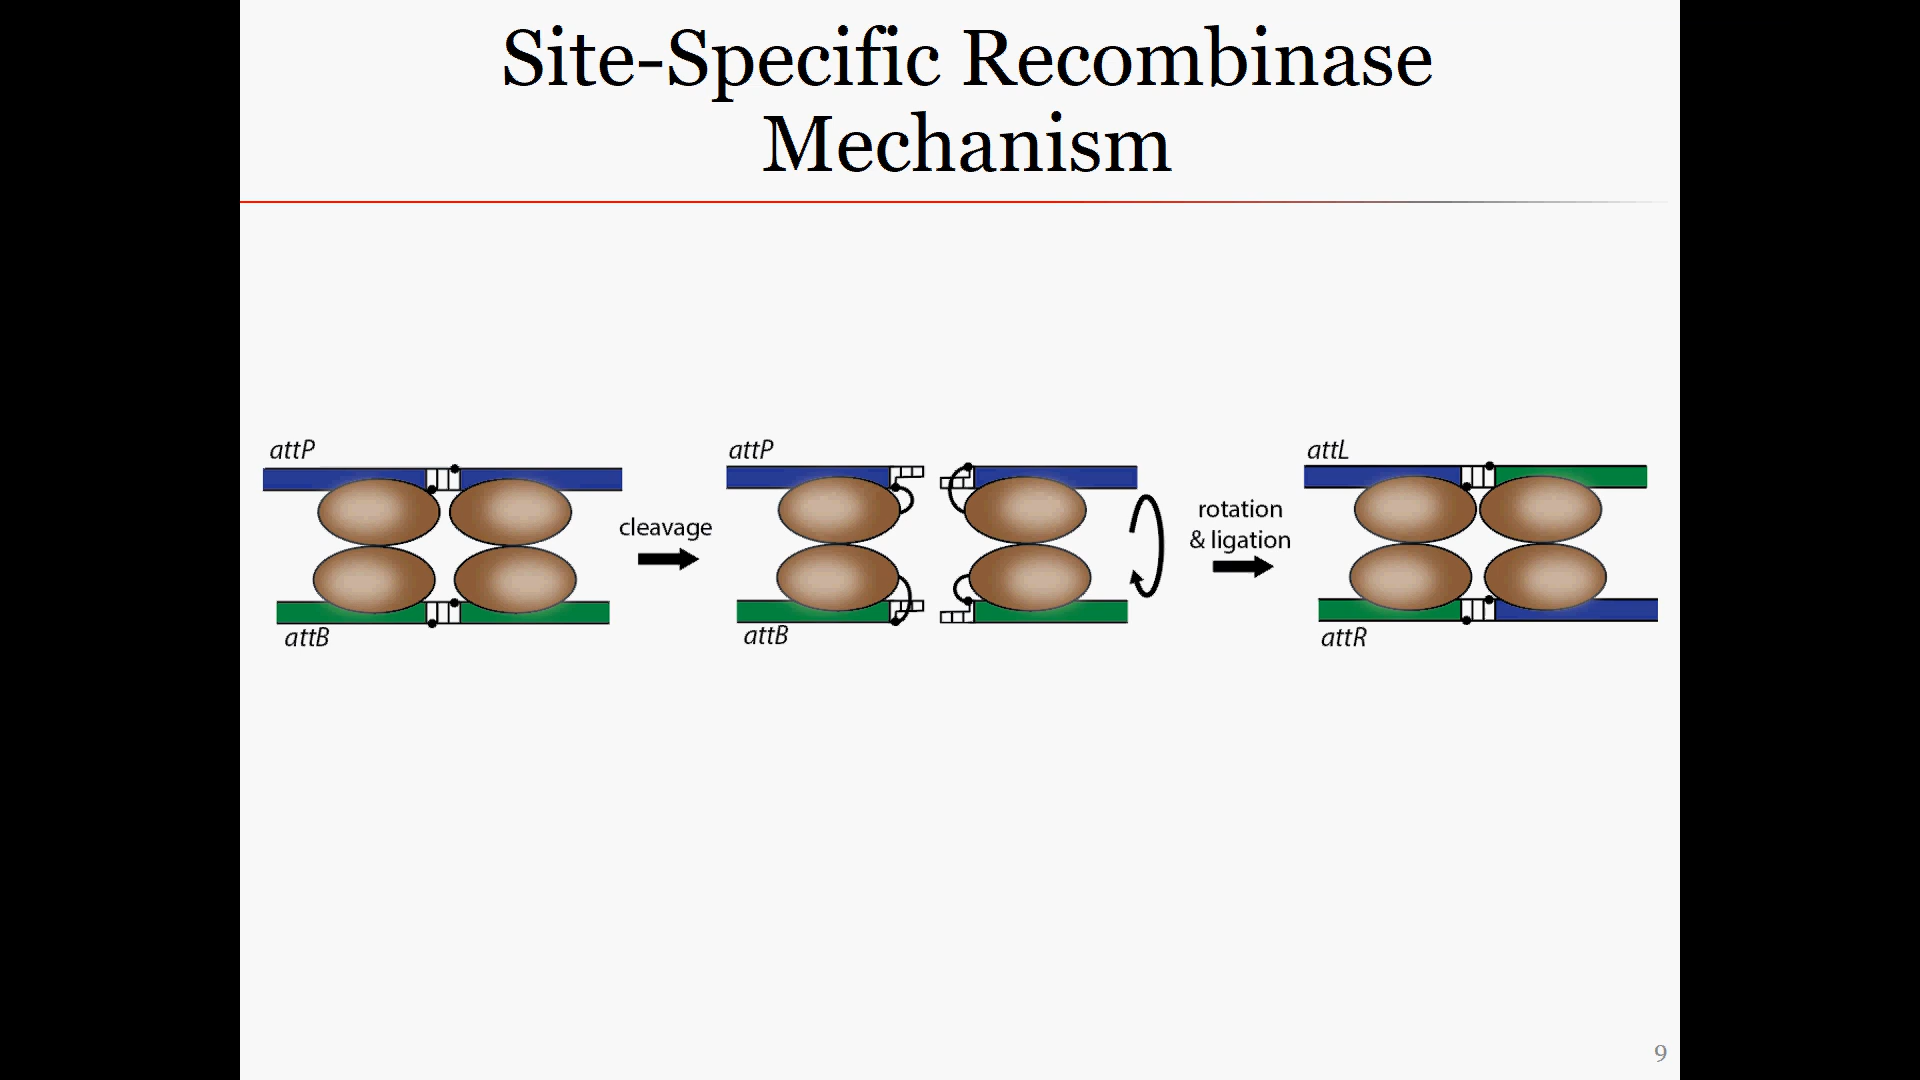 Site-Specific Recombinase
Mechanism
attP
attB
cleavage
attP
attB
rotation
& ligation
attL
attR
9